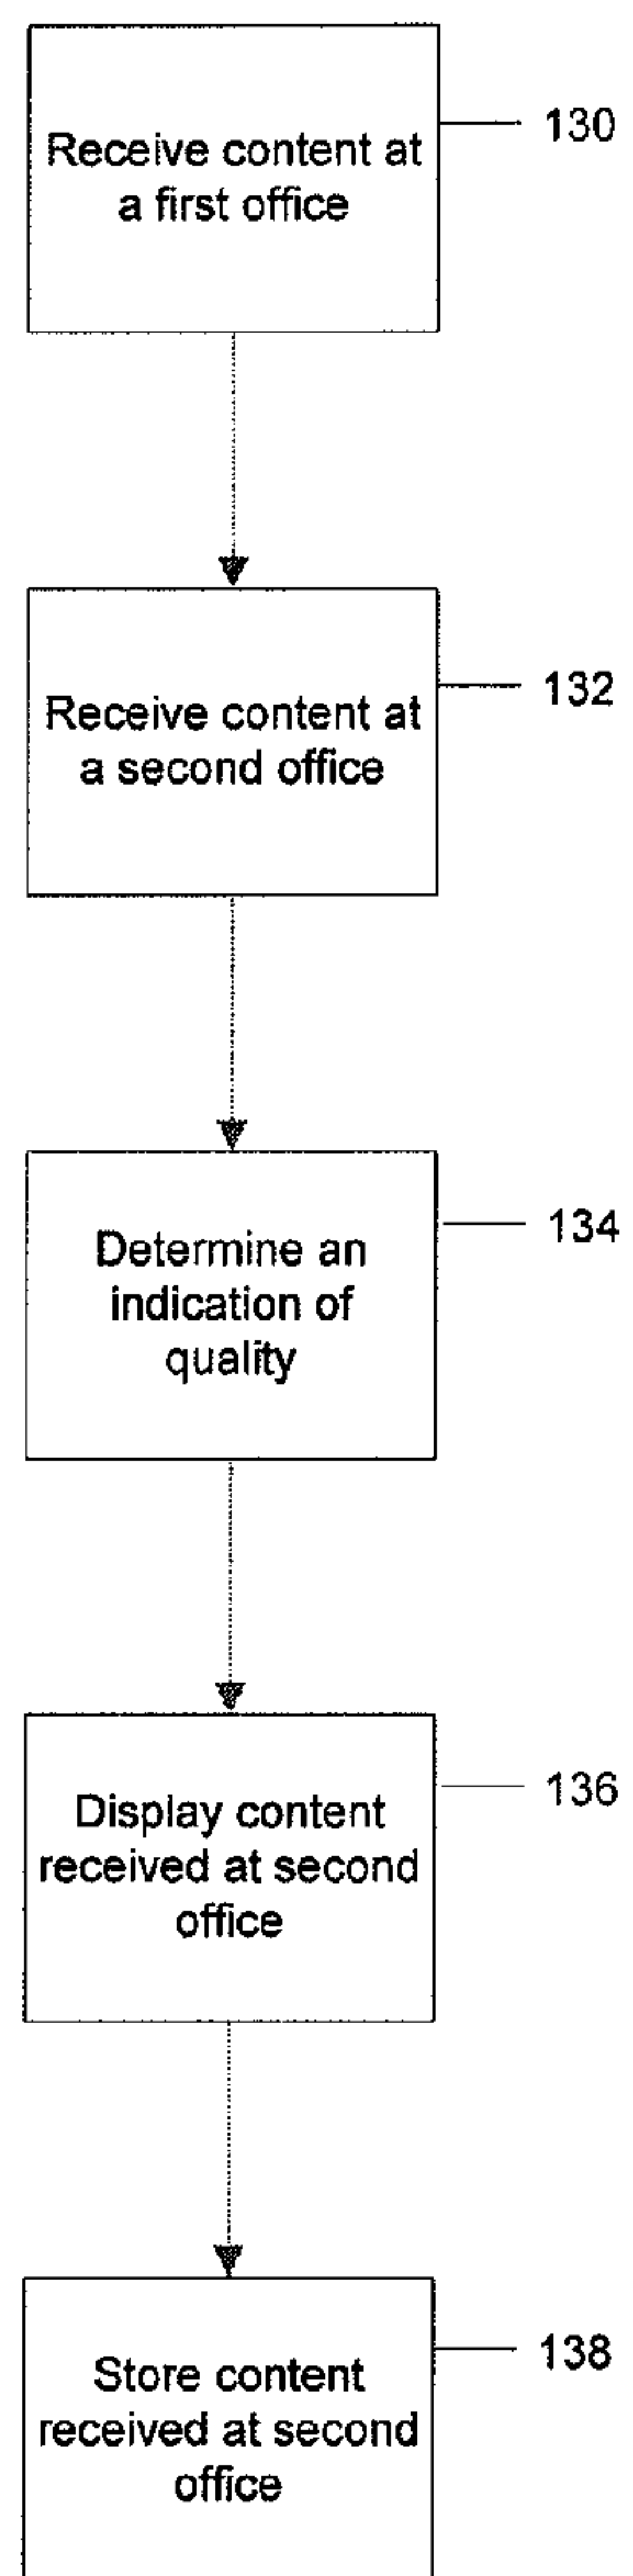 Receive content at
a first office
130
Receive content at
a second office
132
Determine an
indication of
quality
134
Display content
received at second
office
136
Store content
received at second
office
138